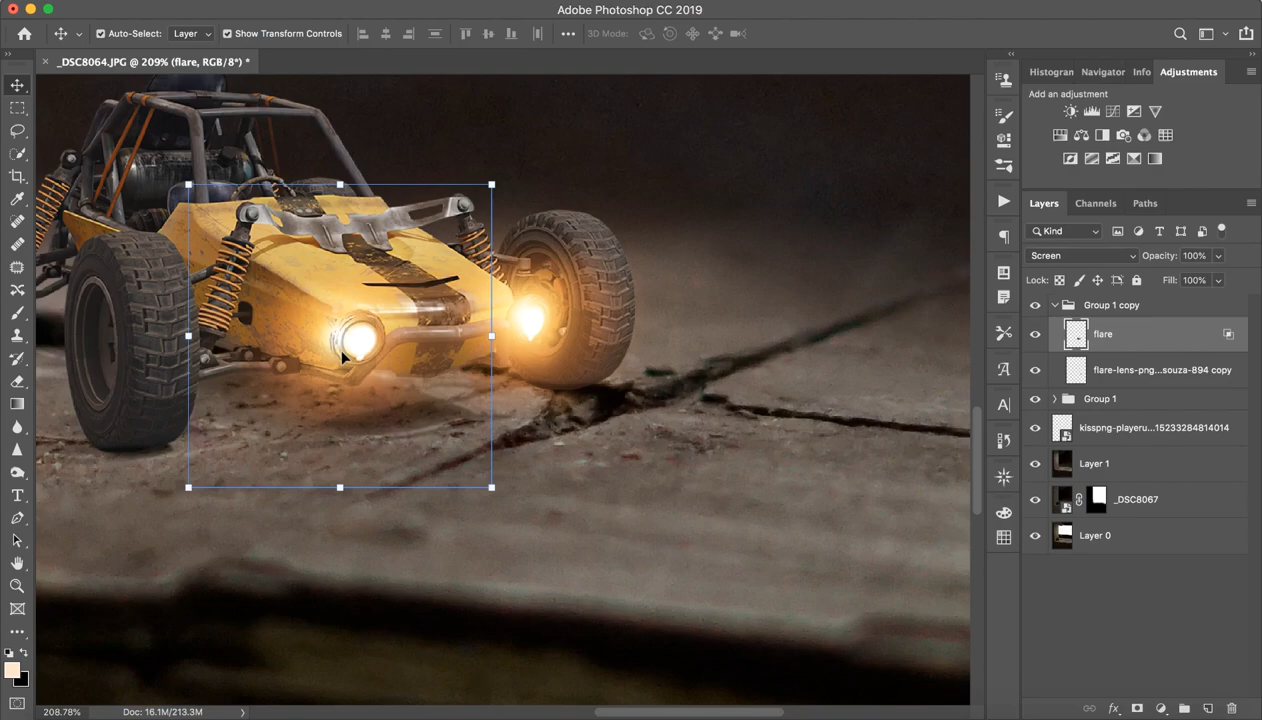 Adobe Photoshop CC 2019
Auto-Select: Layer Show Transform Controls 3D Mode:
_DSC8064.JPG @ 209% (flare, RGB/8*) *
Histogran Navigator Info Adjustments
Add an adjustment
Layers Channels Paths
Kind
Screen Opacity: 100%
Lock: Fill: 100%
Group 1 copy
flare
flare-lens-png...souza-894 copy
Group 1
kisspng-playeru...15233284814014
Layer 1
_DSC8067
Layer 0
208.78% Doc: 16.1M/213.3M